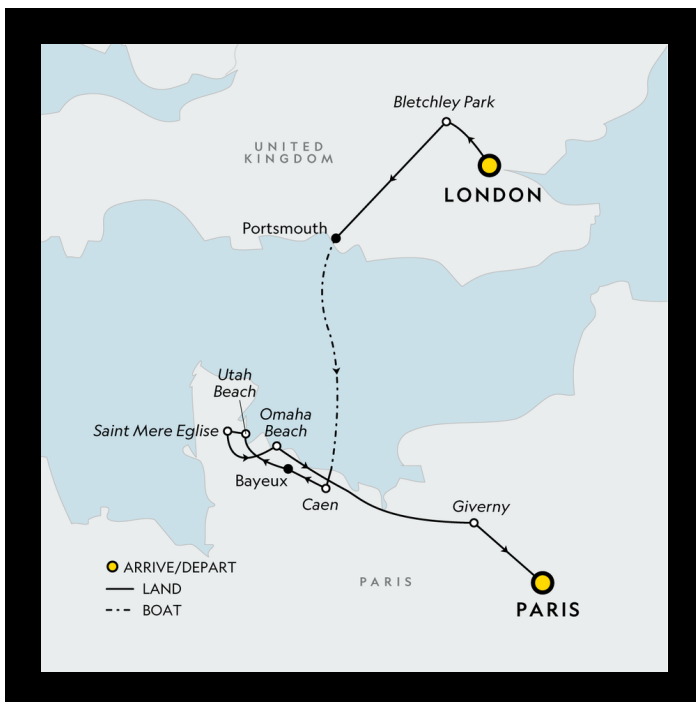 Bletchley Park
UNITED
KINGDOM
LONDON
Portsmouth
Utah
Beach
Omaha
Beach
Saint Mere Eglise
Bayeux
Caen
Giverny
ARRIVE/DEPART
LAND
BOAT
PARIS
PARIS